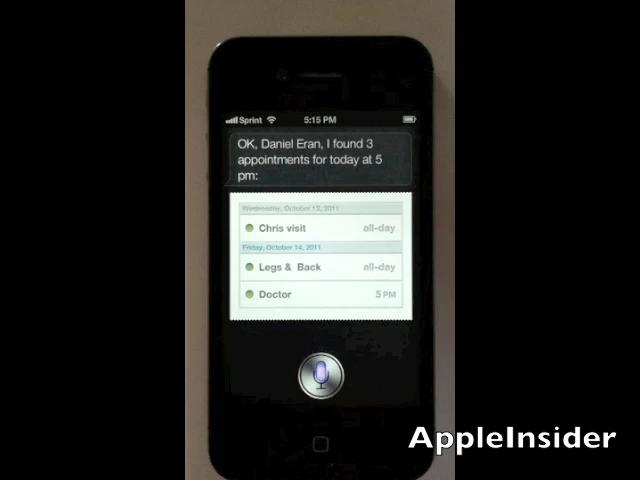 Sprint 5:15 PM
OK, Daniel Eran, I found 3
appointments for today at 5
pm:
Wednesday, October 12, 2011
Chris visit all-day
Friday, October 14, 2011
Legs & Back all-day
Doctor 5 PM
AppleInsider